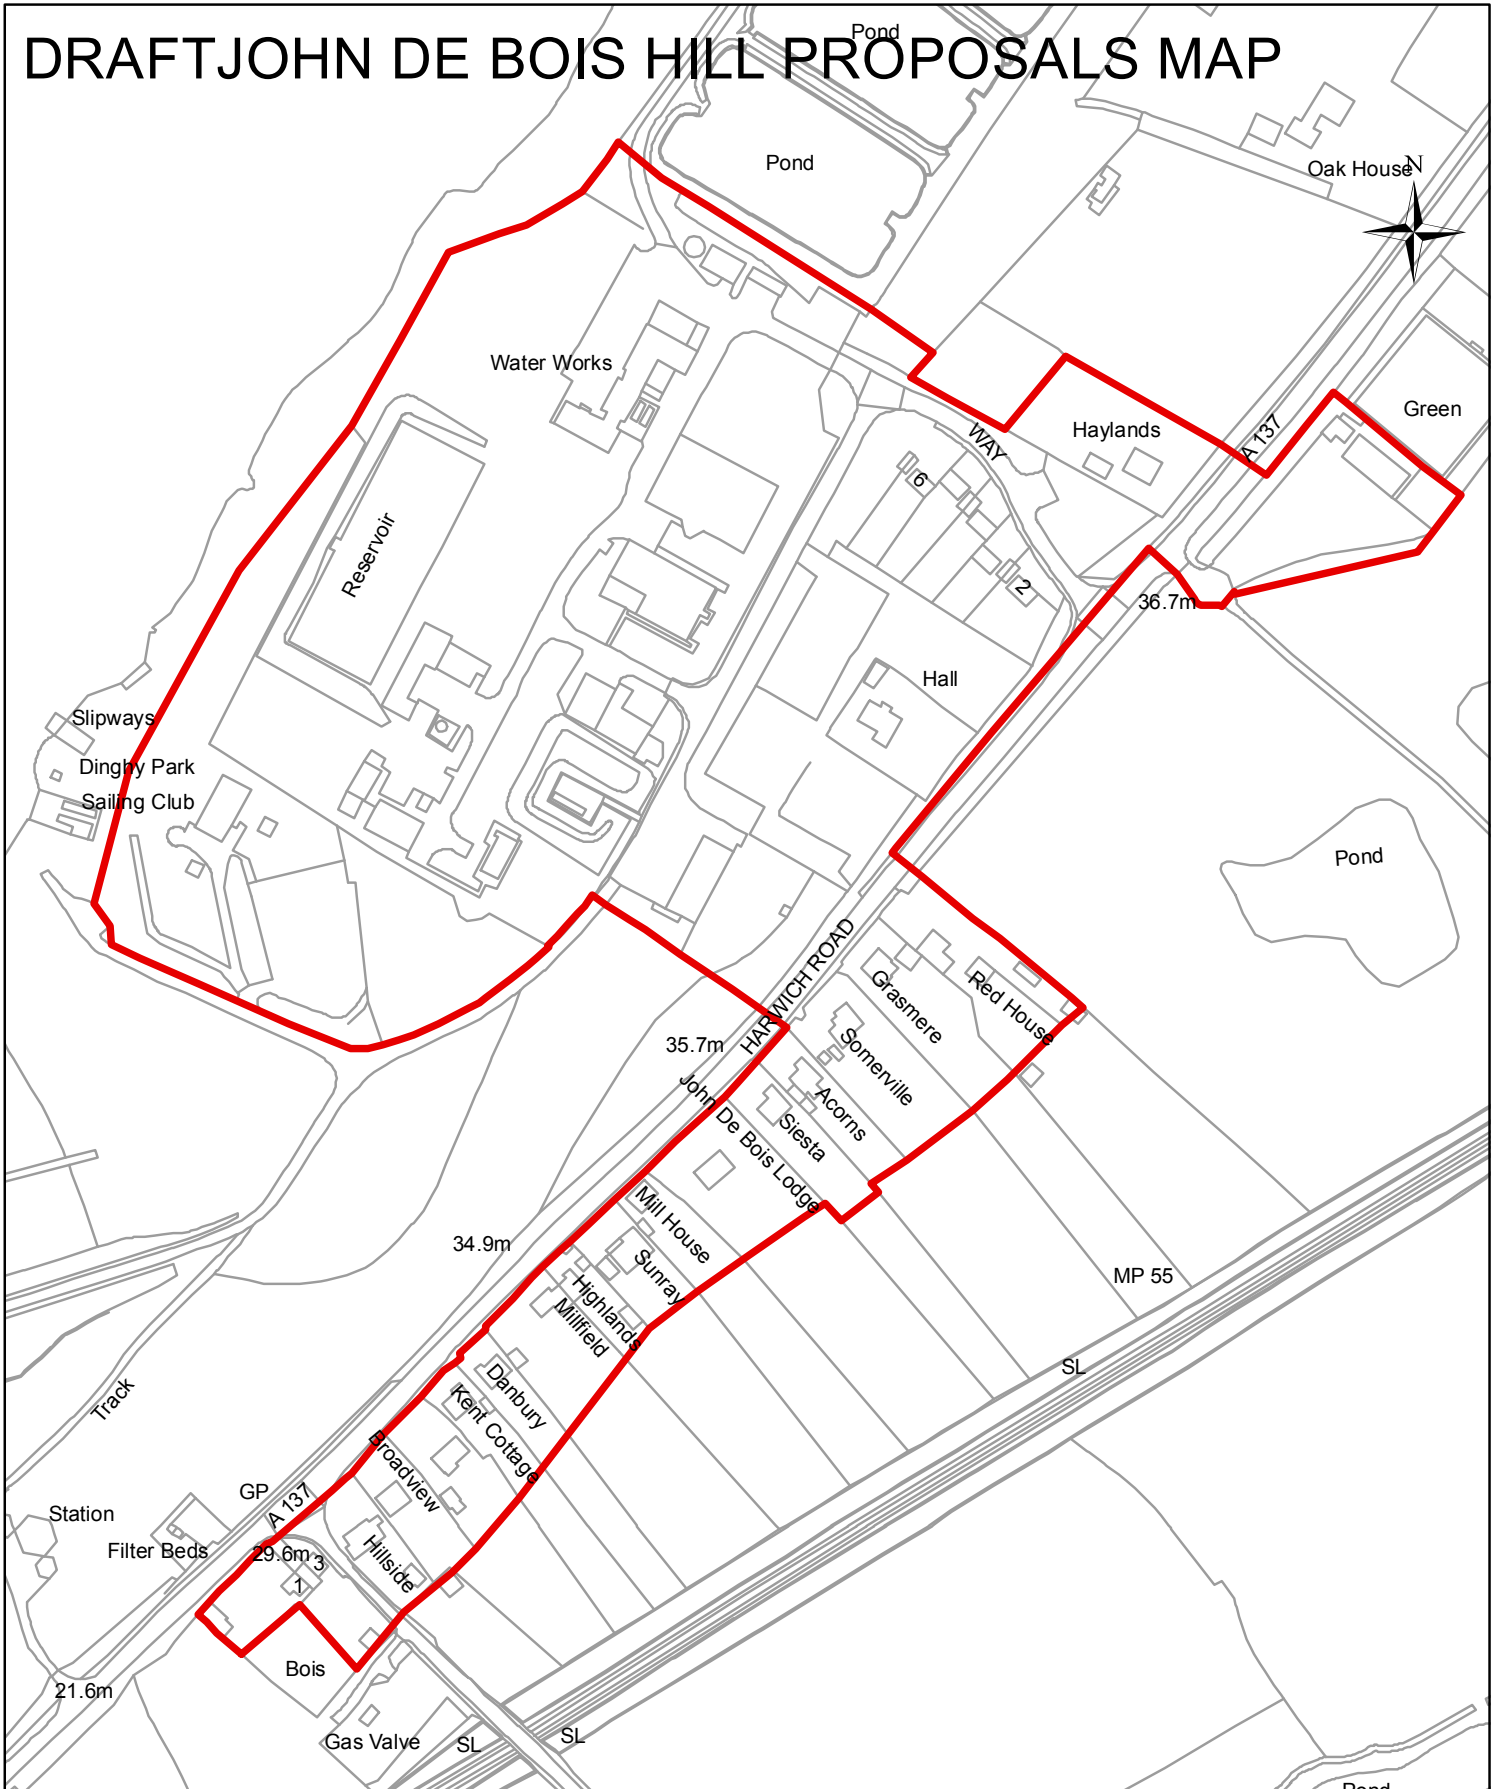 DRAFTJOHN DE BOIS HILL PROPOSALS MAP
Pond
Pond
Oak House
N
Water Works
Green
Haylands
A 137
WAY
6
2
Reservoir
36.7m
Hall
Slipways
Dinghy Park
Sailing Club
Pond
HARWICH ROAD
Grasmere
Red House
35.7m
Somerville
John De Bois Lodge
Acorns
Siesta
Mill House
34.9m
Sunray
Highlands
Millfield
MP 55
SL
Danbury
Kent Cottage
Track
Broadview
GP
A 137
Station
Filter Beds
29.6m
3
1
Hillside
Bois
21.6m
Gas Valve
SL
SL
Pond